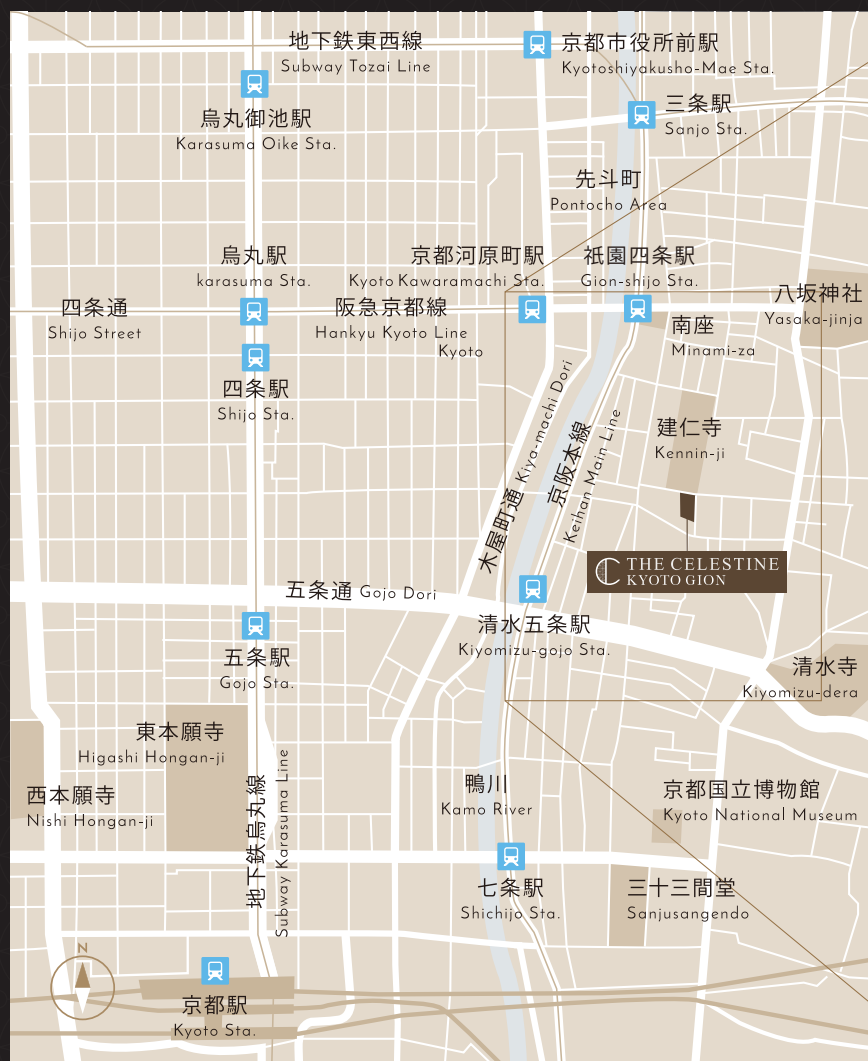 地下鉄東西線
Subway Tozai Line
京都市役所前駅
Kyotoshiyakusho-Mae Sta.
烏丸御池駅
Karasuma Oike Sta.
三条駅
Sanjo Sta.
先斗町
Pontocho Area
烏丸駅
karasuma Sta.
京都河原町駅
Kyoto Kawaramachi Sta.
祇園四条駅
Gion-shijo Sta.
八坂神社
Yasaka-jinja
四条通
Shijo Street
阪急京都線
Hankyu Kyoto Line
Kyoto
南座
Minami-za
四条駅
Shijo Sta.
建仁寺
Kennin-ji
木屋町通 Kiya-machi Dori
京阪本線
Keihan Main Line
THE CELESTINE
KYOTO GION
五条通 Gojo Dori
清水五条駅
Kiyomizu-gojo Sta.
五条駅
Gojo Sta.
清水寺
Kiyomizu-dera
東本願寺
Higashi Hongan-ji
西本願寺
Nishi Hongan-ji
地下鉄烏丸線
Subway Karasuma Line
鴨川
Kamo River
京都国立博物館
Kyoto National Museum
七条駅
Shichijo Sta.
三十三間堂
Sanjusangendo
N
京都駅
Kyoto Sta.